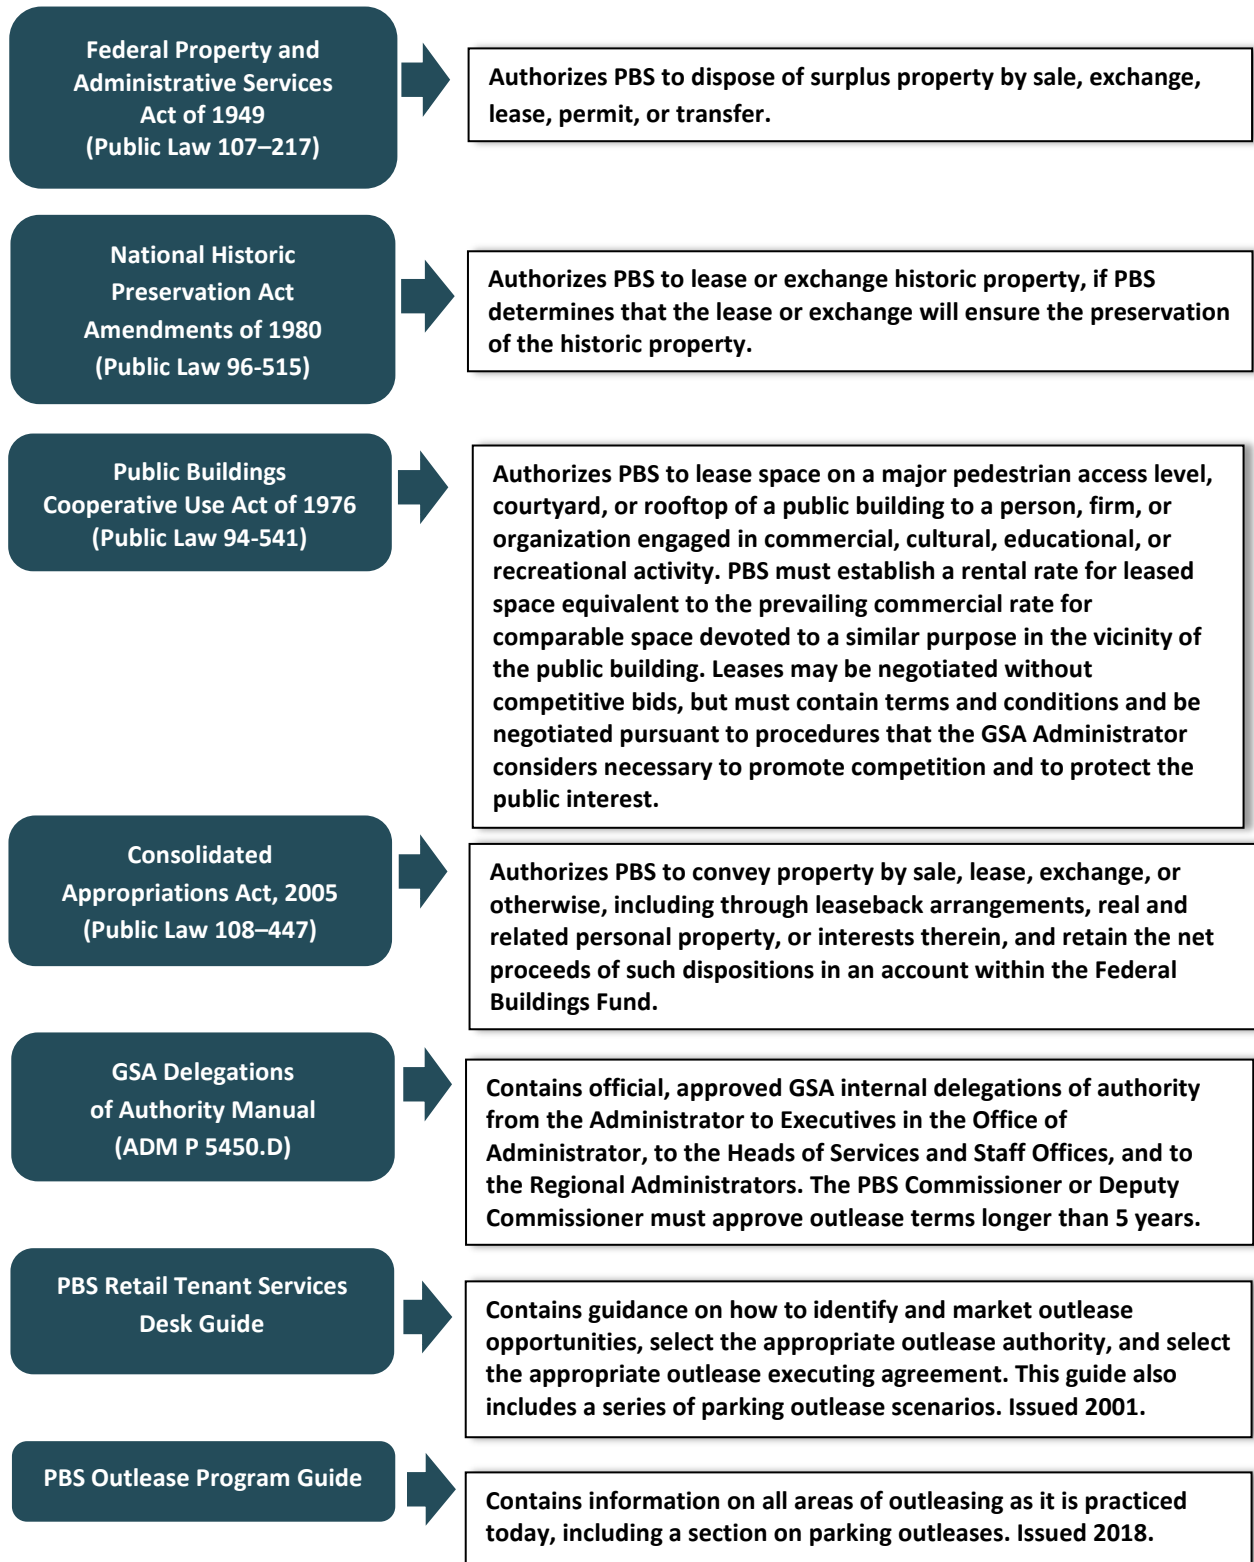 Federal Property and
Administrative Services
Act of 1949
(Public Law 107–217)
Authorizes PBS to dispose of surplus property by sale, exchange,
lease, permit, or transfer.
National Historic
Preservation Act
Amendments of 1980
(Public Law 96-515)
Authorizes PBS to lease or exchange historic property, if PBS
determines that the lease or exchange will ensure the preservation
of the historic property.
Public Buildings
Cooperative Use Act of 1976
(Public Law 94-541)
Authorizes PBS to lease space on a major pedestrian access level,
courtyard, or rooftop of a public building to a person, firm, or
organization engaged in commercial, cultural, educational, or
recreational activity. PBS must establish a rental rate for leased
space equivalent to the prevailing commercial rate for
comparable space devoted to a similar purpose in the vicinity of
the public building. Leases may be negotiated without
competitive bids, but must contain terms and conditions and be
negotiated pursuant to procedures that the GSA Administrator
considers necessary to promote competition and to protect the
public interest.
Consolidated
Appropriations Act, 2005
(Public Law 108–447)
Authorizes PBS to convey property by sale, lease, exchange, or
otherwise, including through leaseback arrangements, real and
related personal property, or interests therein, and retain the net
proceeds of such dispositions in an account within the Federal
Buildings Fund.
GSA Delegations
of Authority Manual
(ADM P 5450.D)
Contains official, approved GSA internal delegations of authority
from the Administrator to Executives in the Office of
Administrator, to the Heads of Services and Staff Offices, and to
the Regional Administrators. The PBS Commissioner or Deputy
Commissioner must approve outlease terms longer than 5 years.
PBS Retail Tenant Services
Desk Guide
Contains guidance on how to identify and market outlease
opportunities, select the appropriate outlease authority, and select
the appropriate outlease executing agreement. This guide also
includes a series of parking outlease scenarios. Issued 2001.
PBS Outlease Program Guide
Contains information on all areas of outleasing as it is practiced
today, including a section on parking outleases. Issued 2018.